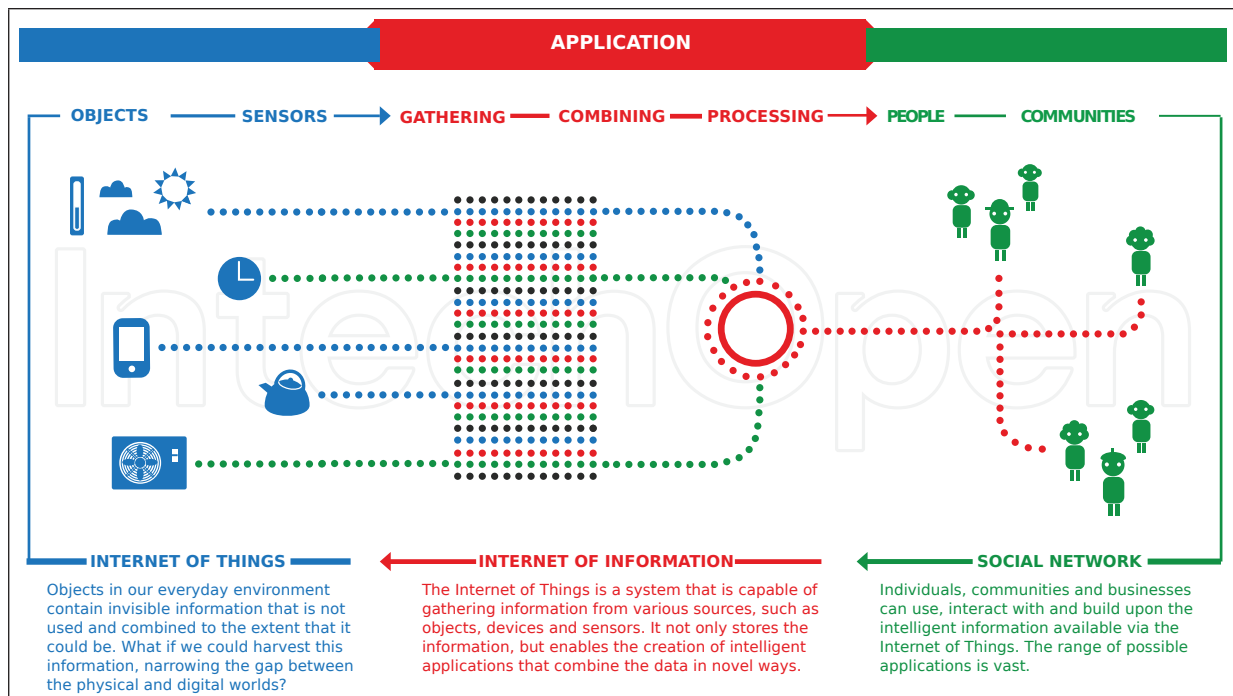 APPLICATION
OBJECTS
SENSORS
GATHERING
COMBINING
PROCESSING
PEOPLE
COMMUNITIES
IntechOpen
INTERNET OF THINGS
Objects in our everyday environment
contain invisible information that is not
used and combined to the extent that it
could be. What if we could harvest this
information, narrowing the gap between
the physical and digital worlds?
INTERNET OF INFORMATION
The Internet of Things is a system that is capable of
gathering information from various sources, such as
objects, devices and sensors. It not only stores the
information, but enables the creation of intelligent
applications that combine the data in novel ways.
SOCIAL NETWORK
Individuals, communities and businesses
can use, interact with and build upon the
intelligent information available via the
Internet of Things. The range of possible
applications is vast.